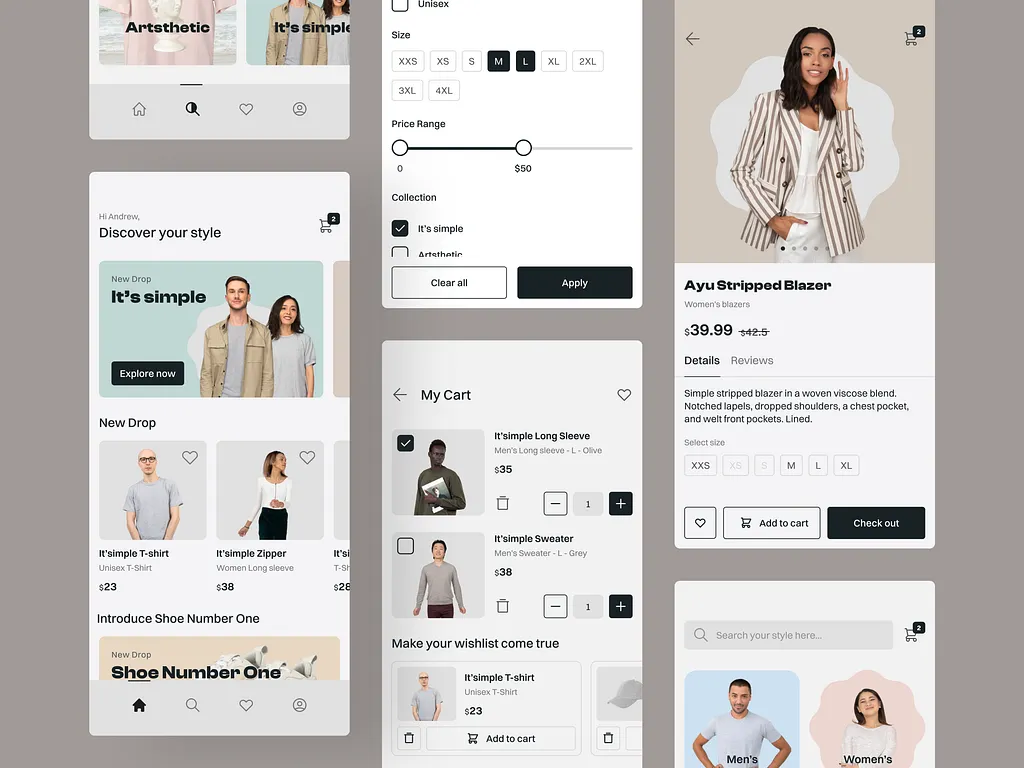 Artsthetic
It's simple
Hi Andrew,
Discover your style
2
New Drop
It's simple
Explore now
New Drop
It'simple T-shirt
Unisex T-Shirt
$23
It'simple Zipper
Women Long sleeve
$38
It'si
T-Sh
$28
Introduce Shoe Number One
New Drop
Shoe Number One
Unisex
Size
XXS XS S M L XL 2XL
3XL 4XL
Price Range
0 $50
Collection
It's simple
Artsthetic
Clear all Apply
My Cart
It'simple Long Sleeve
Men's Long sleeve - L - Olive
$35
1
It'simple Sweater
Men's Sweater - L - Grey
$38
1
Make your wishlist come true
It'simple T-shirt
Unisex T-Shirt
$23
Add to cart
2
Ayu Stripped Blazer
Women's blazers
$39.99 $42.5
Details Reviews
Simple stripped blazer in a woven viscose blend.
Notched lapels, dropped shoulders, a chest pocket,
and welt front pockets. Lined.
Select size
XXS XS S M L XL
Add to cart Check out
Search your style here...
2
Men's Women's